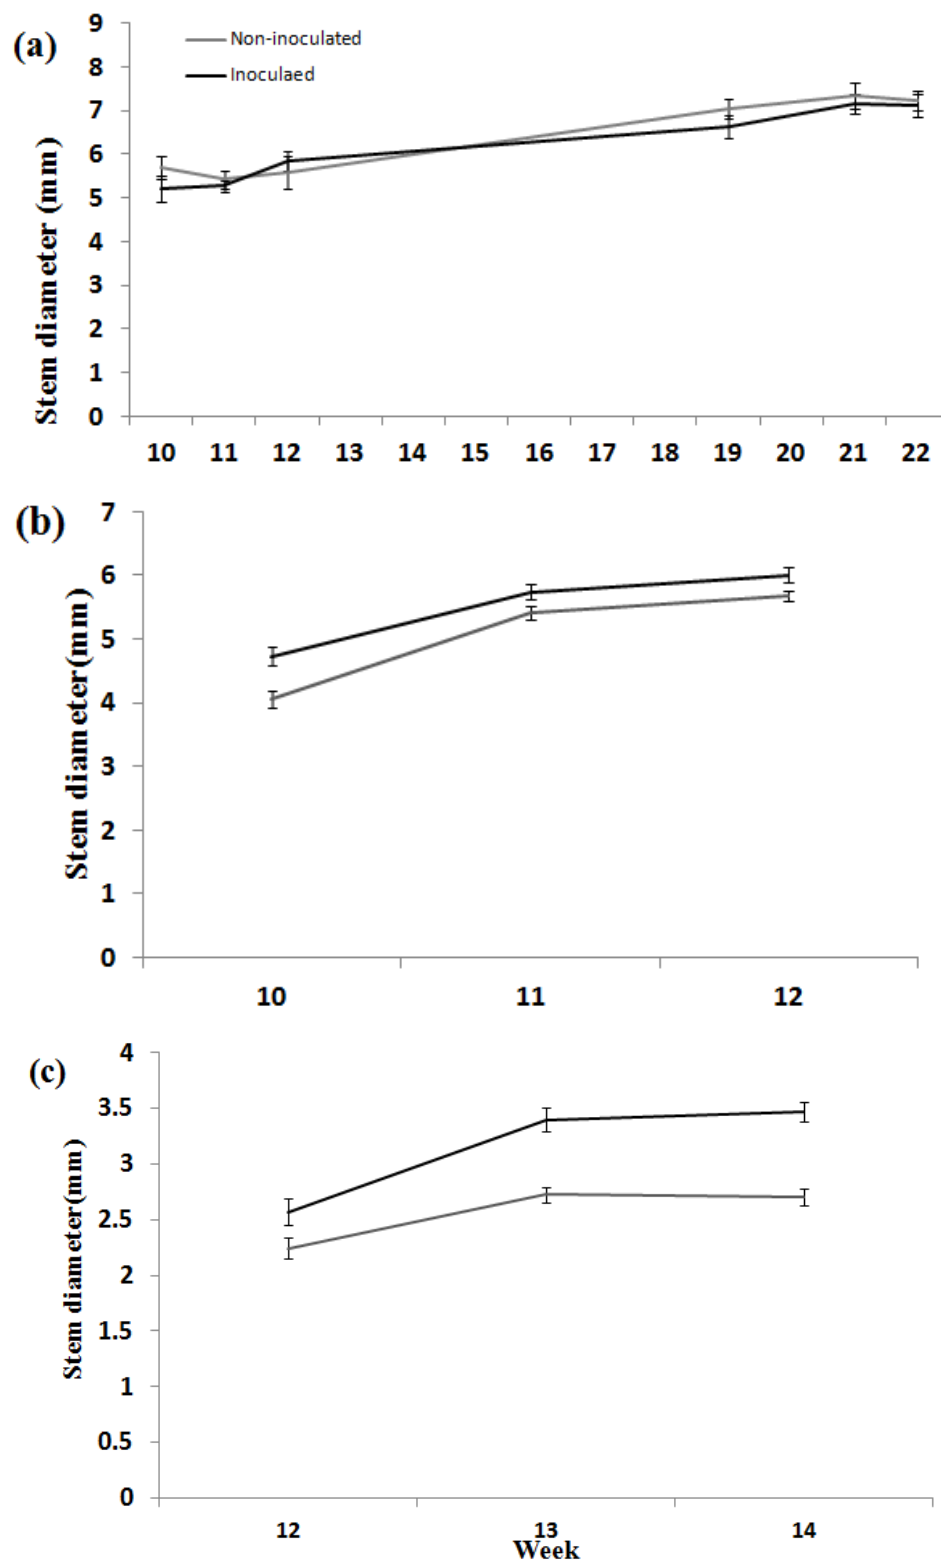 (a)
Non-inoculated
Inoculaed
Stem diameter (mm)
9
8
7
6
5
4
3
2
1
0
10 11 12 13 14 15 16 17 18 19 20 21 22
(b)
Stem diameter(mm)
7
6
5
4
3
2
1
0
10 11 12
(c)
Stem diameter(mm)
4
3.5
3
2.5
2
1.5
1
0.5
0
12 13 14
Week